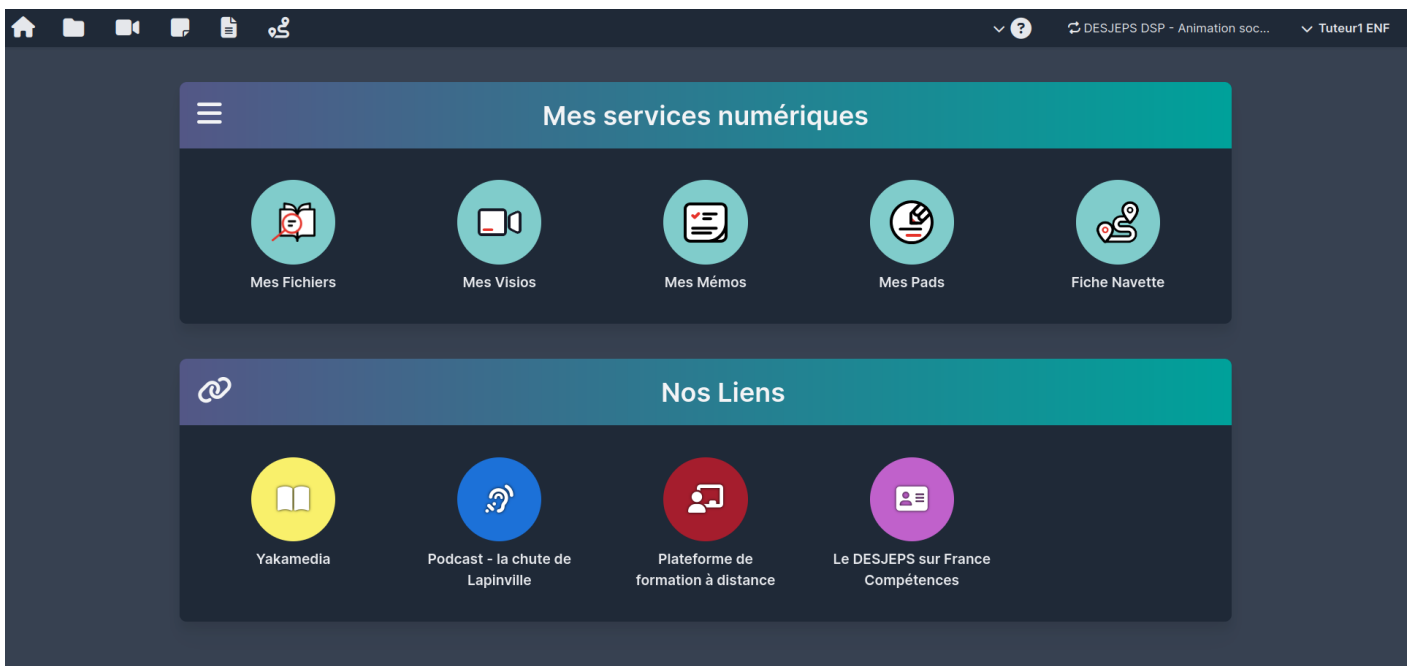 ? DESJEPS DSP - Animation soc... Tuteur1 ENF
Mes services numériques
Mes Fichiers Mes Visios Mes Mémos Mes Pads Fiche Navette
Nos Liens
Yakamedia Podcast - la chute de Plateforme de Le DESJEPS sur France
Lapinville formation à distance Compétences